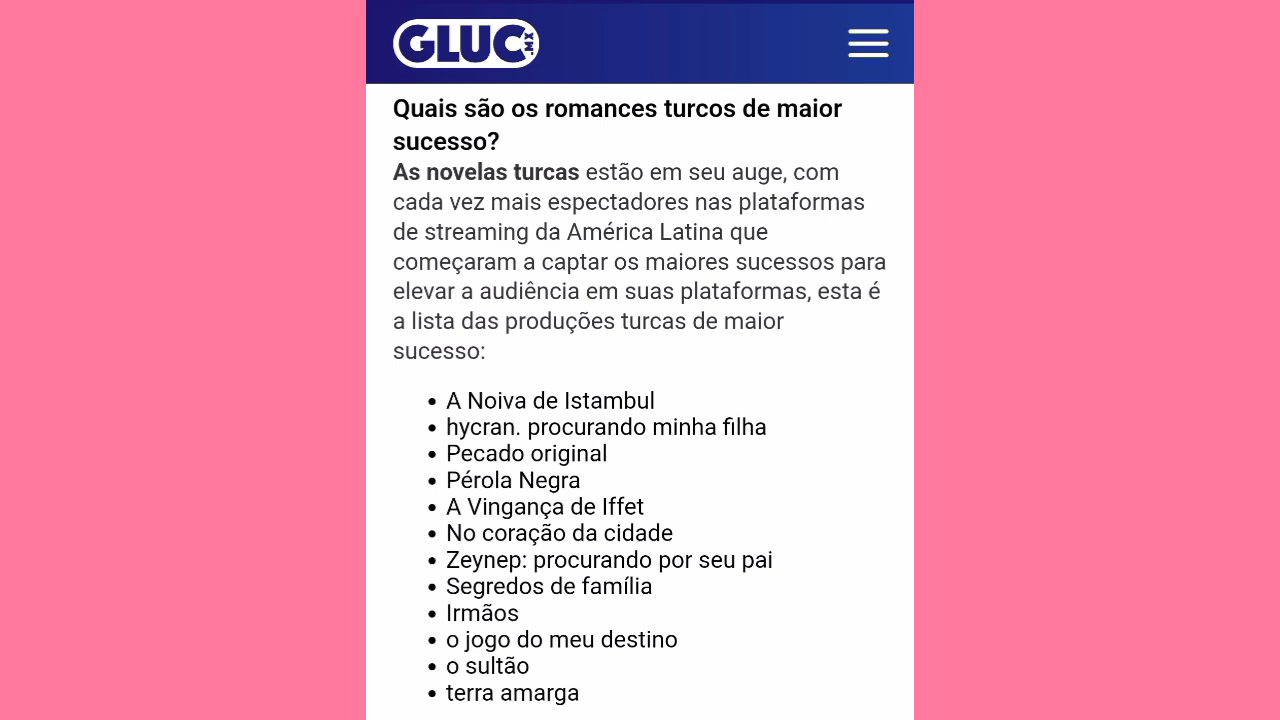 GLUC
.MX
Quais são os romances turcos de maior
sucesso?
As novelas turcas estão em seu auge, com
cada vez mais espectadores nas plataformas
de streaming da América Latina que
começaram a captar os maiores sucessos para
elevar a audiência em suas plataformas, esta é
a lista das produções turcas de maior
sucesso:
• A Noiva de Istambul
• hycran. procurando minha filha
• Pecado original
• Pérola Negra
• A Vingança de Iffet
• No coração da cidade
• Zeynep: procurando por seu pai
• Segredos de família
• Irmãos
• o jogo do meu destino
• o sultão
• terra amarga